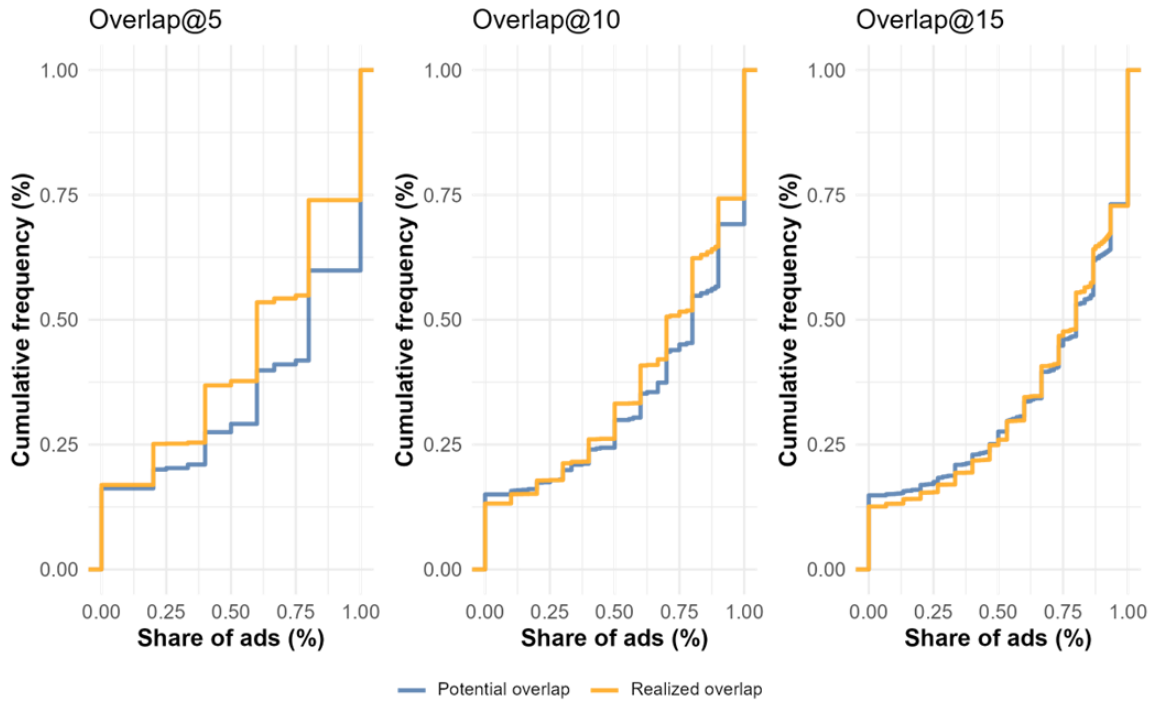 Overlap@5
Overlap@10
Overlap@15
Cumulative frequency (%)
1.00
0.75
0.50
0.25
0.00
0.00 0.25 0.50 0.75 1.00
Share of ads (%)
Cumulative frequency (%)
1.00
0.75
0.50
0.25
0.00
0.00 0.25 0.50 0.75 1.00
Share of ads (%)
Cumulative frequency (%)
1.00
0.75
0.50
0.25
0.00
0.00 0.25 0.50 0.75 1.00
Share of ads (%)
Potential overlap Realized overlap